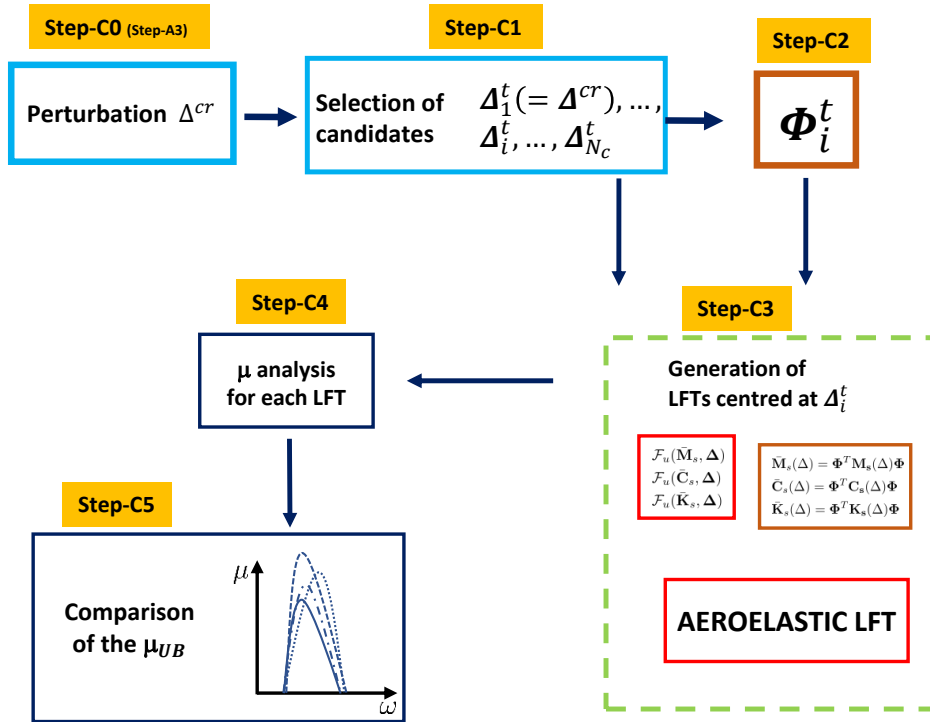 Step-C0 (Step-A3)
Perturbation Δ^{cr}
Step-C1
Selection of
candidates
Δ_1^t(= Δ^{cr}), …,
Δ_i^t, …, Δ_{N_c}^t
Step-C2
Φ_i^t
Step-C3
Generation of
LFTs centred at Δ_i^t
F_u(M̄_s, Δ)
F_u(C̄_s, Δ)
F_u(K̄_s, Δ)
M̄_s(Δ) = Φ^T M_s(Δ)Φ
C̄_s(Δ) = Φ^T C_s(Δ)Φ
K̄_s(Δ) = Φ^T K_s(Δ)Φ
AEROELASTIC LFT
Step-C4
μ analysis
for each LFT
Step-C5
Comparison
of the μ_{UB}
μ
ω